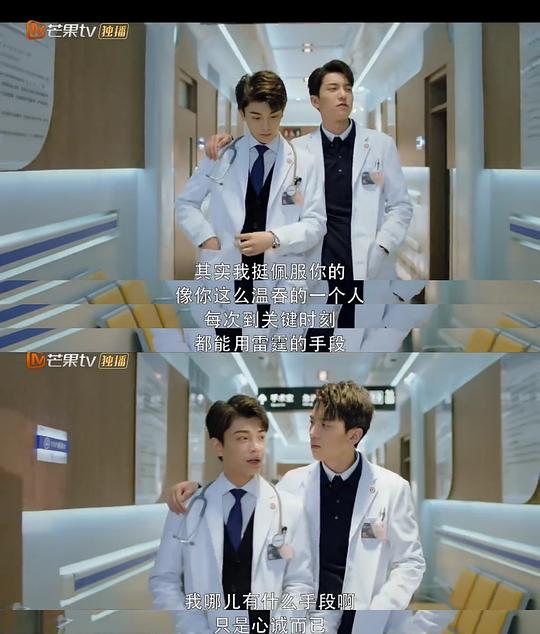 芒果tv 独播
其实我挺佩服你的
像你这么温吞的一个人
每次到关键时刻
都能用雷霆的手段
芒果tv 独播
手术室
我哪儿有什么手段啊
只是心诚而已